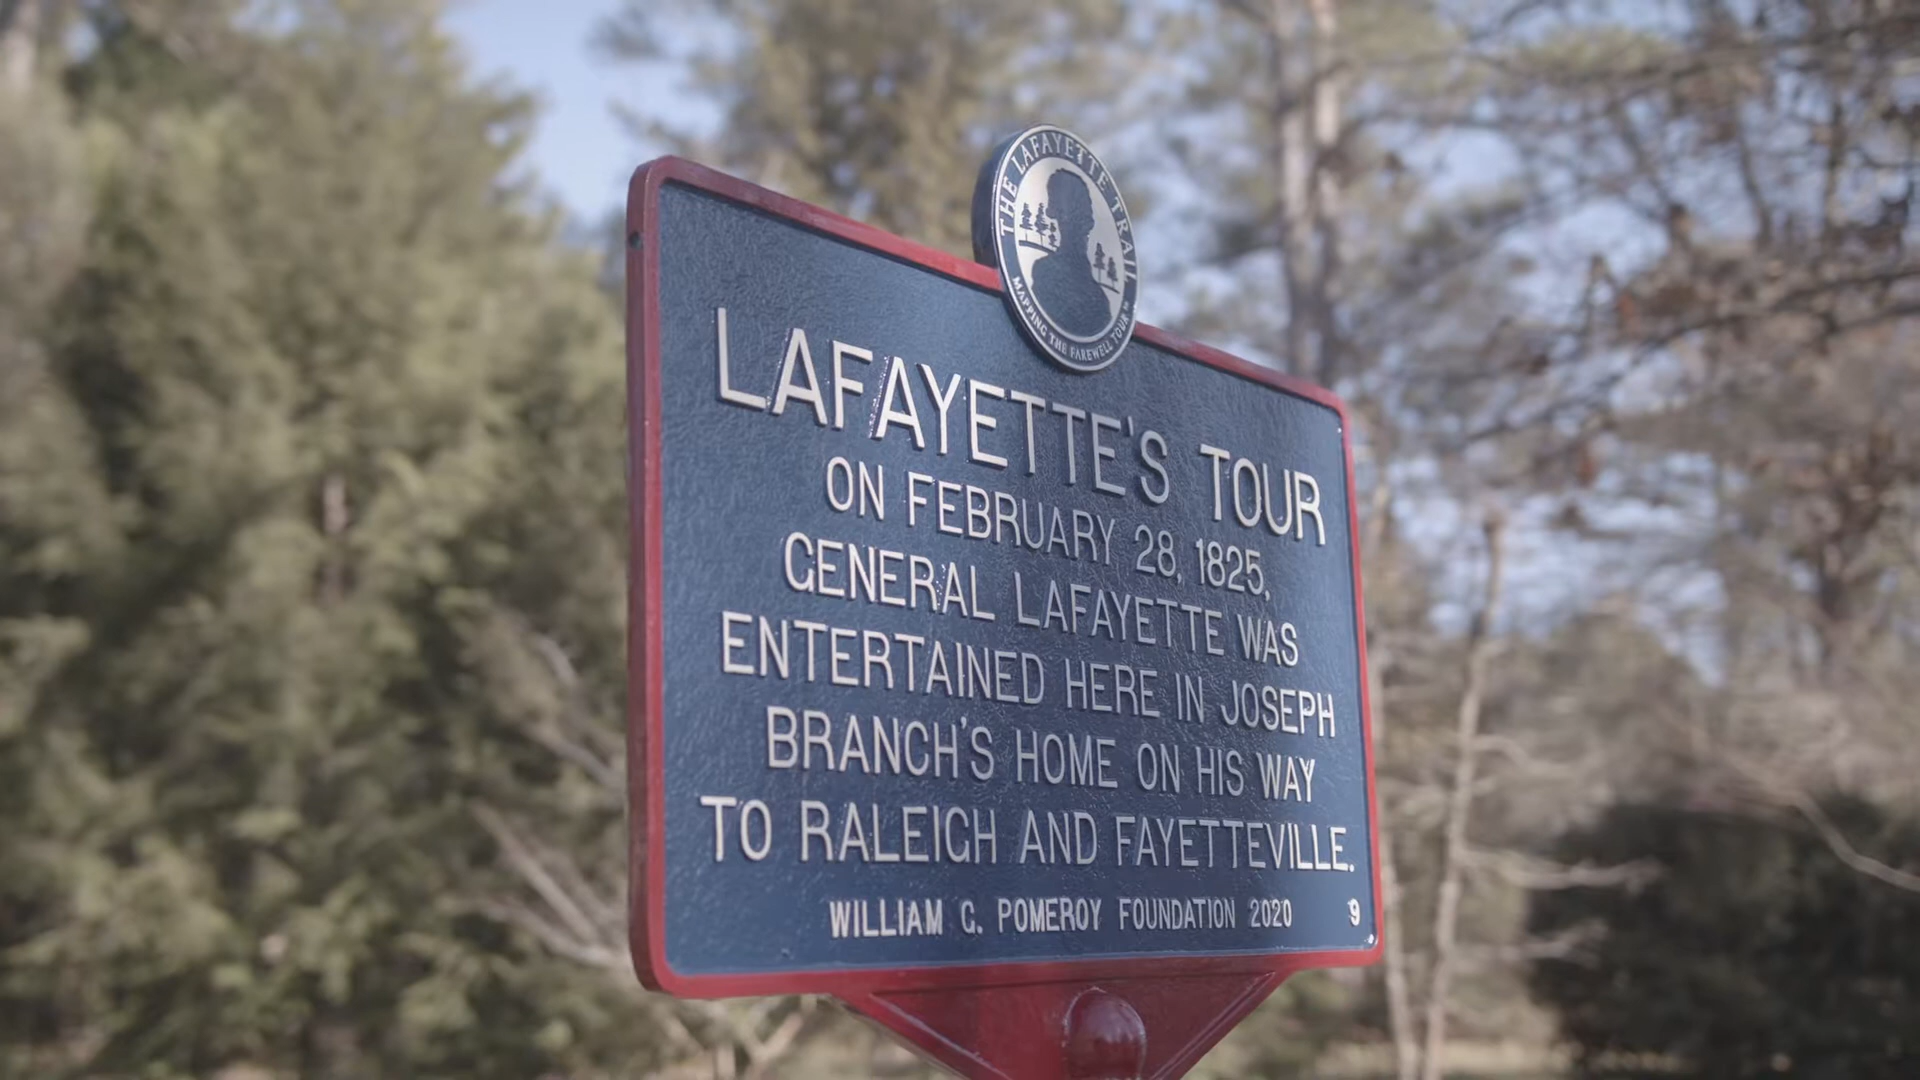 THE LAFAYETTE TRAIL
MAPPING THE FAREWELL TOUR™
LAFAYETTE'S TOUR
ON FEBRUARY 28, 1825,
GENERAL LAFAYETTE WAS
ENTERTAINED HERE IN JOSEPH
BRANCH'S HOME ON HIS WAY
TO RALEIGH AND FAYETTEVILLE.
WILLIAM G. POMEROY FOUNDATION 2020 9